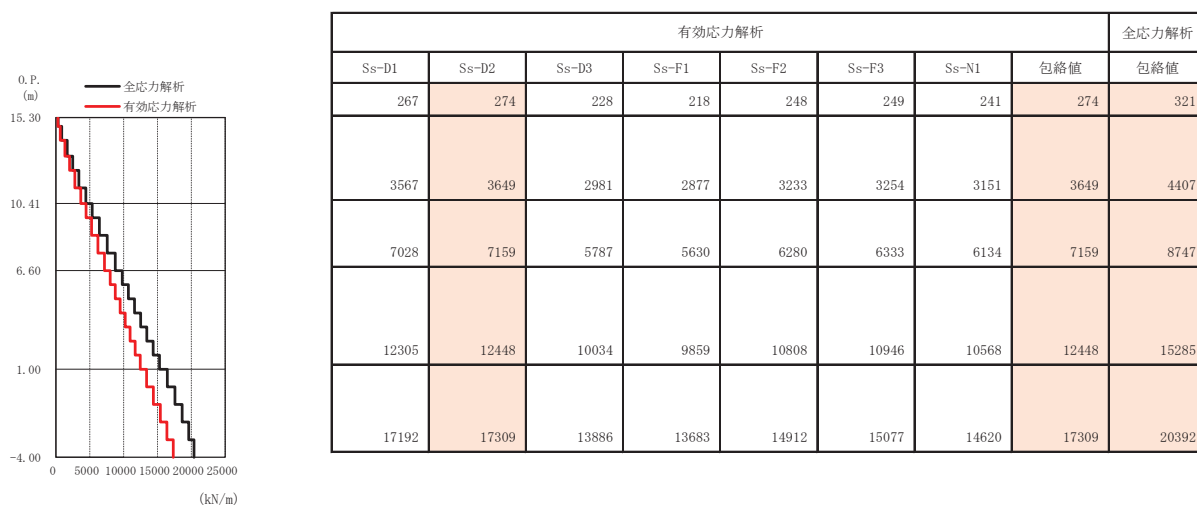 O.P.
(m)
全応力解析
有効応力解析
15.30
10.41
6.60
1.00
-4.00
0 5000 10000 15000 20000 25000
(kN/m)
有効応力解析 全応力解析
Ss-D1 Ss-D2 Ss-D3 Ss-F1 Ss-F2 Ss-F3 Ss-N1 包絡値 包絡値
267 274 228 218 248 249 241 274 321
3567 3649 2981 2877 3233 3254 3151 3649 4407
7028 7159 5787 5630 6280 6333 6134 7159 8747
12305 12448 10034 9859 10808 10946 10568 12448 15285
17192 17309 13886 13683 14912 15077 14620 17309 20392